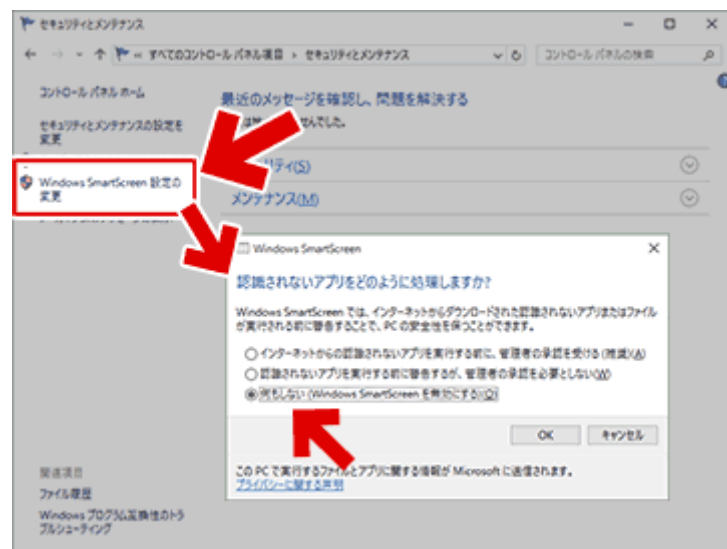 セキュリティとメンテナンス
すべてのコントロール パネル項目 › セキュリティとメンテナンス
コントロール パネルの検索
コントロール パネル ホーム
最近のメッセージを確認し、問題を解決する
セキュリティとメンテナンスの設定を
変更
せんでした。
リティ(S)
Windows SmartScreen 設定の
変更
メンテナンス(M)
Windows SmartScreen
認識されないアプリをどのように処理しますか?
Windows SmartScreen では、インターネットからダウンロードされた認識されないアプリまたはファイル
が実行される前に警告することで、PC の安全性を保つことができます。
インターネットからの認識されないアプリを実行する前に、管理者の承認を受ける (推奨)(A)
認識されないアプリを実行する前に警告するが、管理者の承認を必要としない(W)
何もしない (Windows SmartScreen を無効にする)(O)
OK
キャンセル
この PC で実行するファイルとアプリに関する情報が Microsoft に送信されます。
プライバシーに関する声明
関連項目
ファイル履歴
Windows プログラム互換性のトラ
ブルシューティング